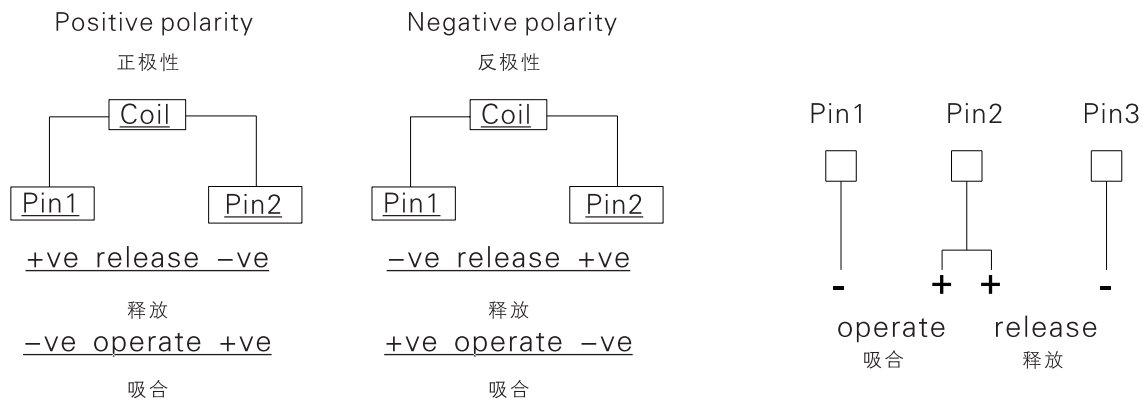 Positive polarity
正极性
Coil
Pin1
Pin2
+ve release −ve
释放
−ve operate +ve
吸合
Negative polarity
反极性
Coil
Pin1
Pin2
−ve release +ve
释放
+ve operate −ve
吸合
Pin1 Pin2 Pin3
- + + -
operate release
吸合 释放